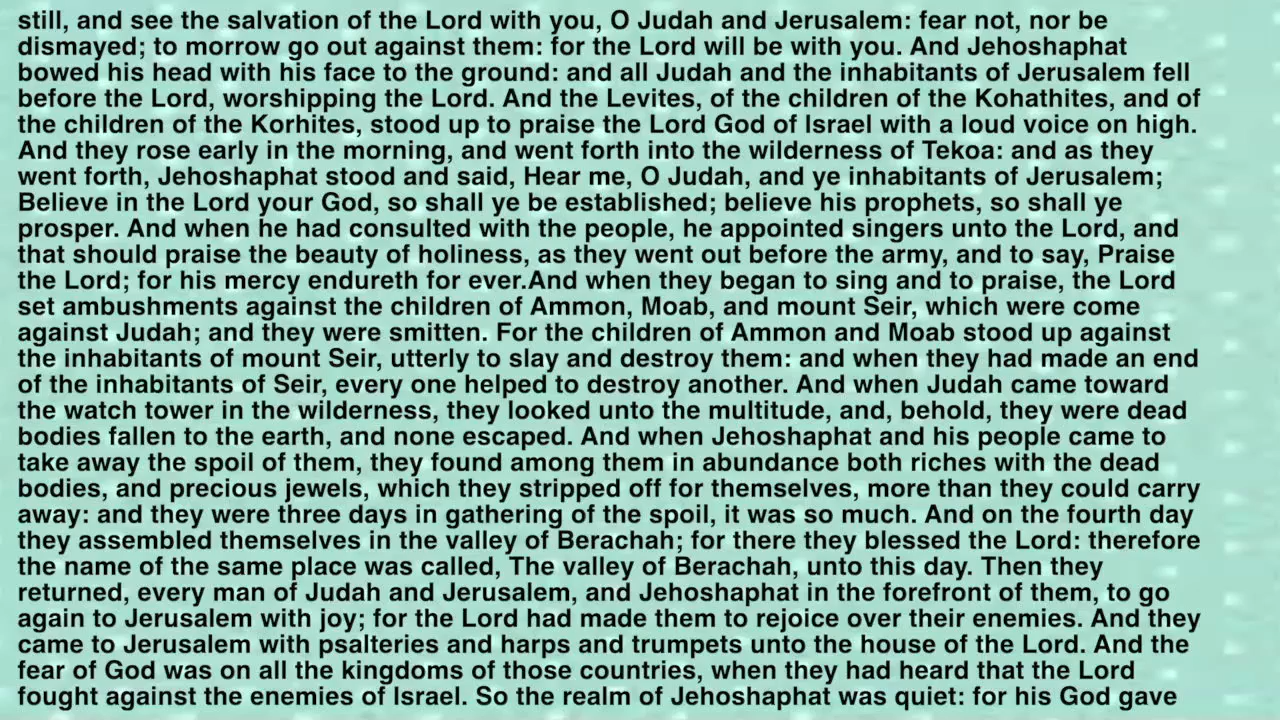 still, and see the salvation of the Lord with you, O Judah and Jerusalem: fear not, nor be
dismayed; to morrow go out against them: for the Lord will be with you. And Jehoshaphat
bowed his head with his face to the ground: and all Judah and the inhabitants of Jerusalem fell
before the Lord, worshipping the Lord. And the Levites, of the children of the Kohathites, and of
the children of the Korhites, stood up to praise the Lord God of Israel with a loud voice on high.
And they rose early in the morning, and went forth into the wilderness of Tekoa: and as they
went forth, Jehoshaphat stood and said, Hear me, O Judah, and ye inhabitants of Jerusalem;
Believe in the Lord your God, so shall ye be established; believe his prophets, so shall ye
prosper. And when he had consulted with the people, he appointed singers unto the Lord, and
that should praise the beauty of holiness, as they went out before the army, and to say, Praise
the Lord; for his mercy endureth for ever.And when they began to sing and to praise, the Lord
set ambushments against the children of Ammon, Moab, and mount Seir, which were come
against Judah; and they were smitten. For the children of Ammon and Moab stood up against
the inhabitants of mount Seir, utterly to slay and destroy them: and when they had made an end
of the inhabitants of Seir, every one helped to destroy another. And when Judah came toward
the watch tower in the wilderness, they looked unto the multitude, and, behold, they were dead
bodies fallen to the earth, and none escaped. And when Jehoshaphat and his people came to
take away the spoil of them, they found among them in abundance both riches with the dead
bodies, and precious jewels, which they stripped off for themselves, more than they could carry
away: and they were three days in gathering of the spoil, it was so much. And on the fourth day
they assembled themselves in the valley of Berachah; for there they blessed the Lord: therefore
the name of the same place was called, The valley of Berachah, unto this day. Then they
returned, every man of Judah and Jerusalem, and Jehoshaphat in the forefront of them, to go
again to Jerusalem with joy; for the Lord had made them to rejoice over their enemies. And they
came to Jerusalem with psalteries and harps and trumpets unto the house of the Lord. And the
fear of God was on all the kingdoms of those countries, when they had heard that the Lord
fought against the enemies of Israel. So the realm of Jehoshaphat was quiet: for his God gave